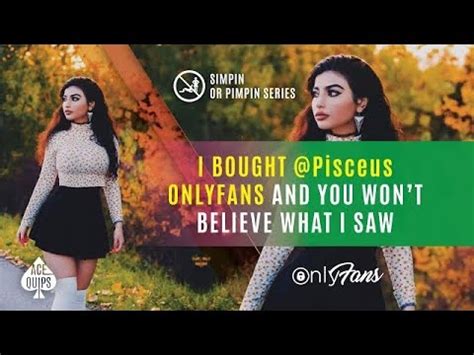 SIMPIN
OR PIMPIN SERIES
I BOUGHT @Pisceus
ONLYFANS AND YOU WON'T
BELIEVE WHAT I SAW
OnlyFans
ACE
QUIPS